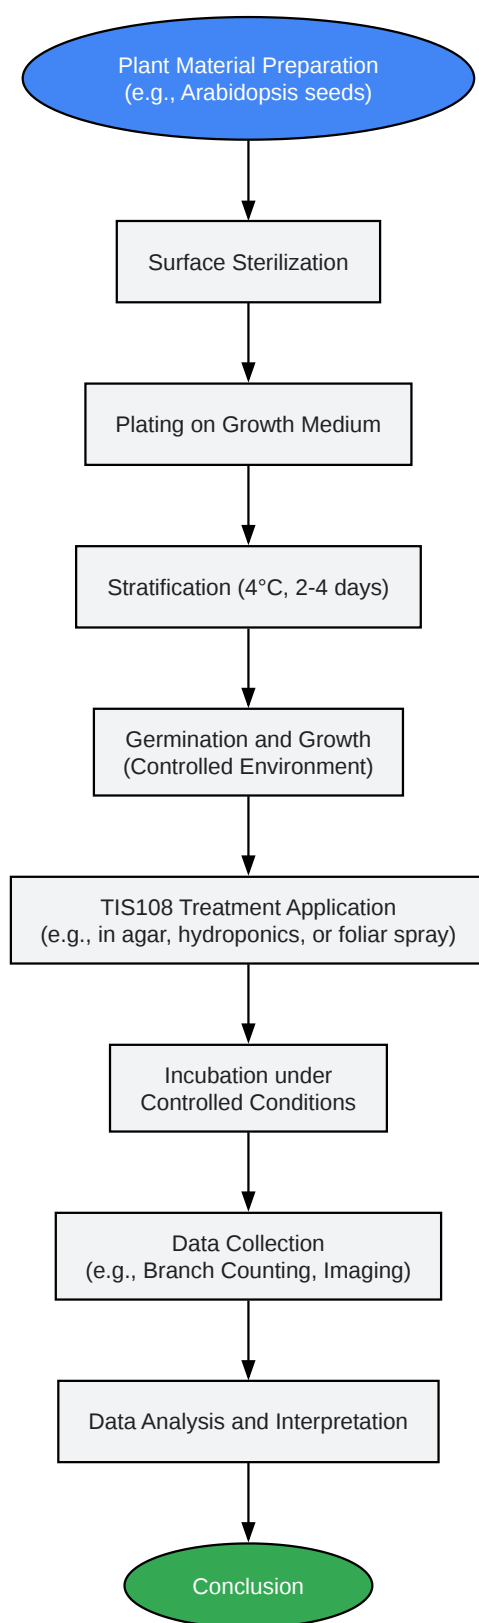 Plant Material Preparation
(e.g., Arabidopsis seeds)
Surface Sterilization
Plating on Growth Medium
Stratification (4°C, 2-4 days)
Germination and Growth
(Controlled Environment)
TIS108 Treatment Application
(e.g., in agar, hydroponics, or foliar spray)
Incubation under
Controlled Conditions
Data Collection
(e.g., Branch Counting, Imaging)
Data Analysis and Interpretation
Conclusion